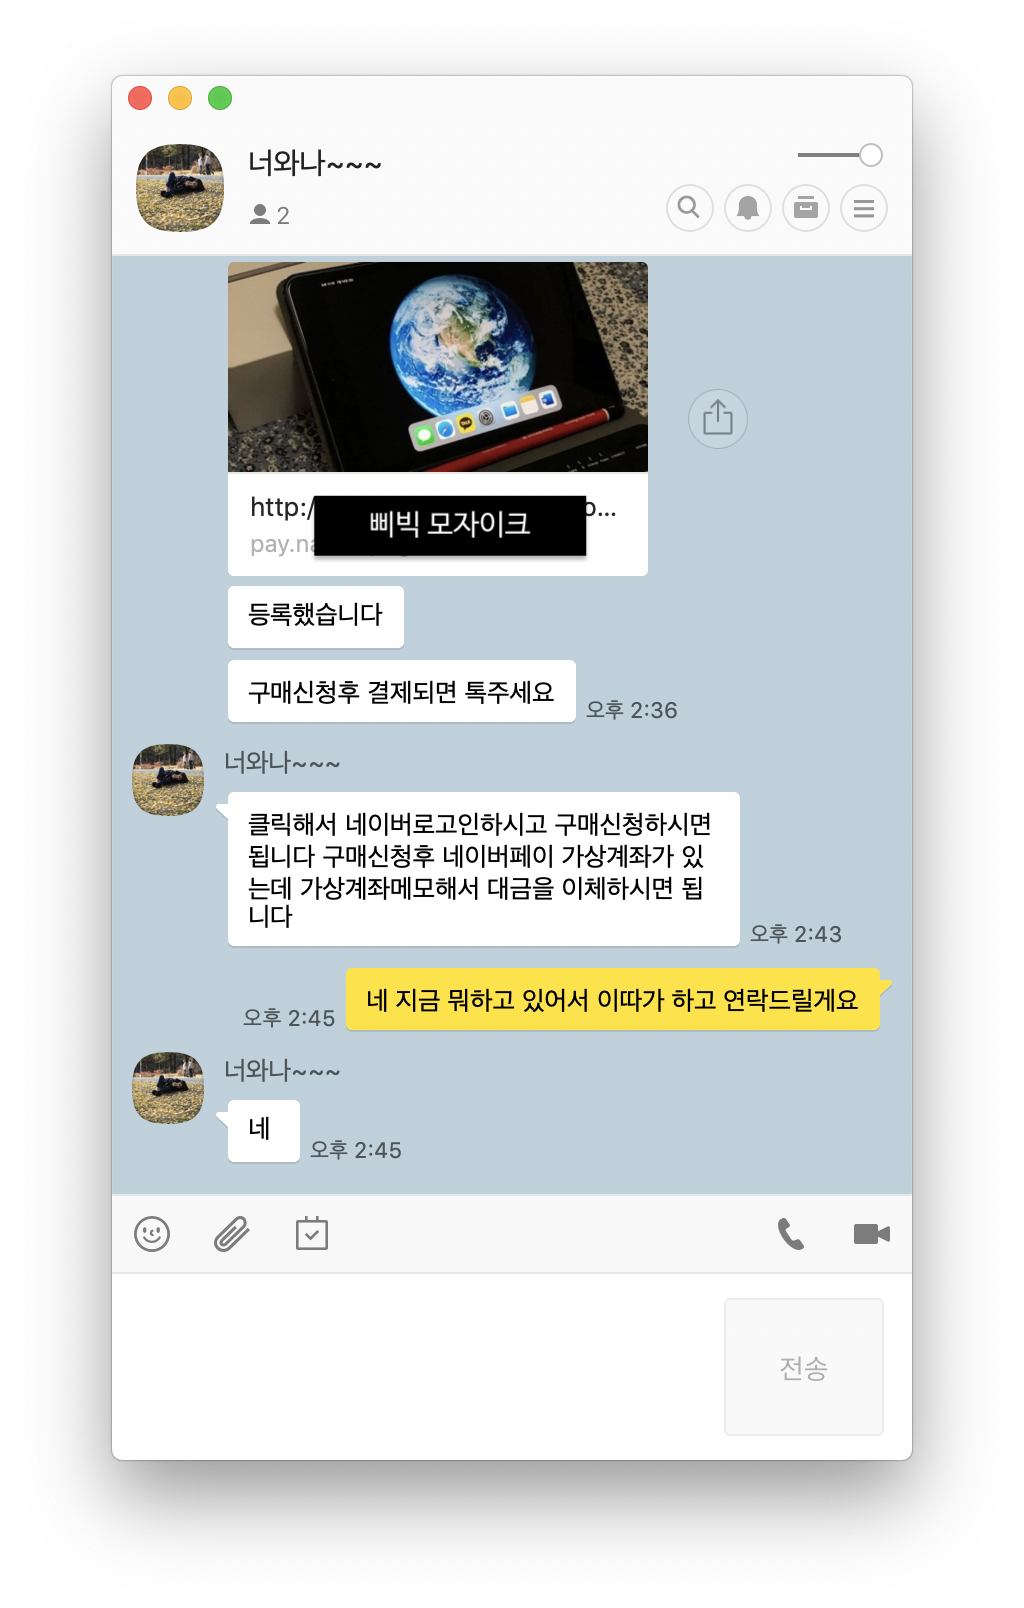 너와나~~~
2
http:/
o...
삐빅 모자이크
pay.na
등록했습니다
구매신청후 결제되면 톡주세요
오후 2:36
너와나~~~
클릭해서 네이버로고인하시고 구매신청하시면
됩니다 구매신청후 네이버페이 가상계좌가 있
는데 가상계좌메모해서 대금을 이체하시면 됩
니다
오후 2:43
네 지금 뭐하고 있어서 이따가 하고 연락드릴게요
오후 2:45
너와나~~~
네
오후 2:45
전송